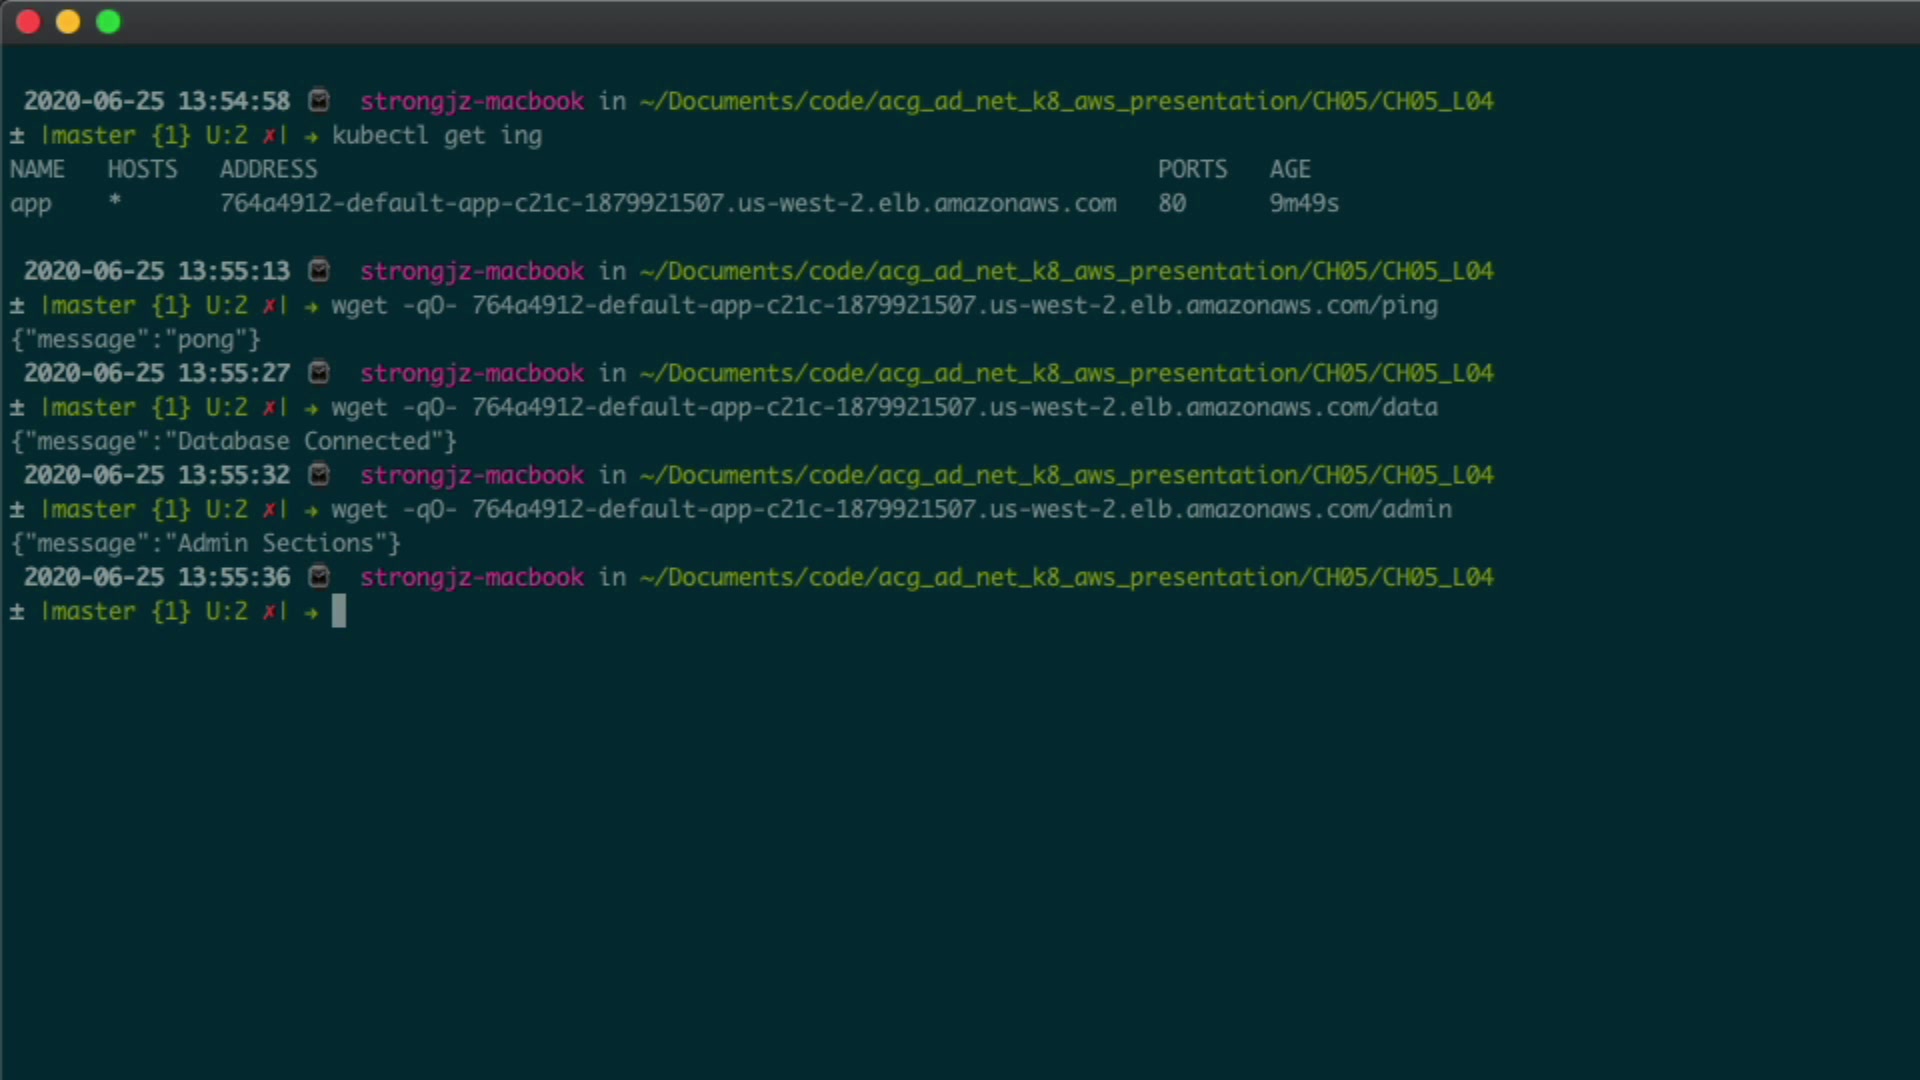 2020-06-25 13:54:58 strongjz-macbook in ~/Documents/code/acg_ad_net_k8_aws_presentation/CH05/CH05_L04
± |master {1} U:2 ✗| → kubectl get ing
NAME HOSTS ADDRESS PORTS AGE
app * 764a4912-default-app-c21c-1879921507.us-west-2.elb.amazonaws.com 80 9m49s
2020-06-25 13:55:13 strongjz-macbook in ~/Documents/code/acg_ad_net_k8_aws_presentation/CH05/CH05_L04
± |master {1} U:2 ✗| → wget -qO- 764a4912-default-app-c21c-1879921507.us-west-2.elb.amazonaws.com/ping
{"message":"pong"}
2020-06-25 13:55:27 strongjz-macbook in ~/Documents/code/acg_ad_net_k8_aws_presentation/CH05/CH05_L04
± |master {1} U:2 ✗| → wget -qO- 764a4912-default-app-c21c-1879921507.us-west-2.elb.amazonaws.com/data
{"message":"Database Connected"}
2020-06-25 13:55:32 strongjz-macbook in ~/Documents/code/acg_ad_net_k8_aws_presentation/CH05/CH05_L04
± |master {1} U:2 ✗| → wget -qO- 764a4912-default-app-c21c-1879921507.us-west-2.elb.amazonaws.com/admin
{"message":"Admin Sections"}
2020-06-25 13:55:36 strongjz-macbook in ~/Documents/code/acg_ad_net_k8_aws_presentation/CH05/CH05_L04
± |master {1} U:2 ✗| →